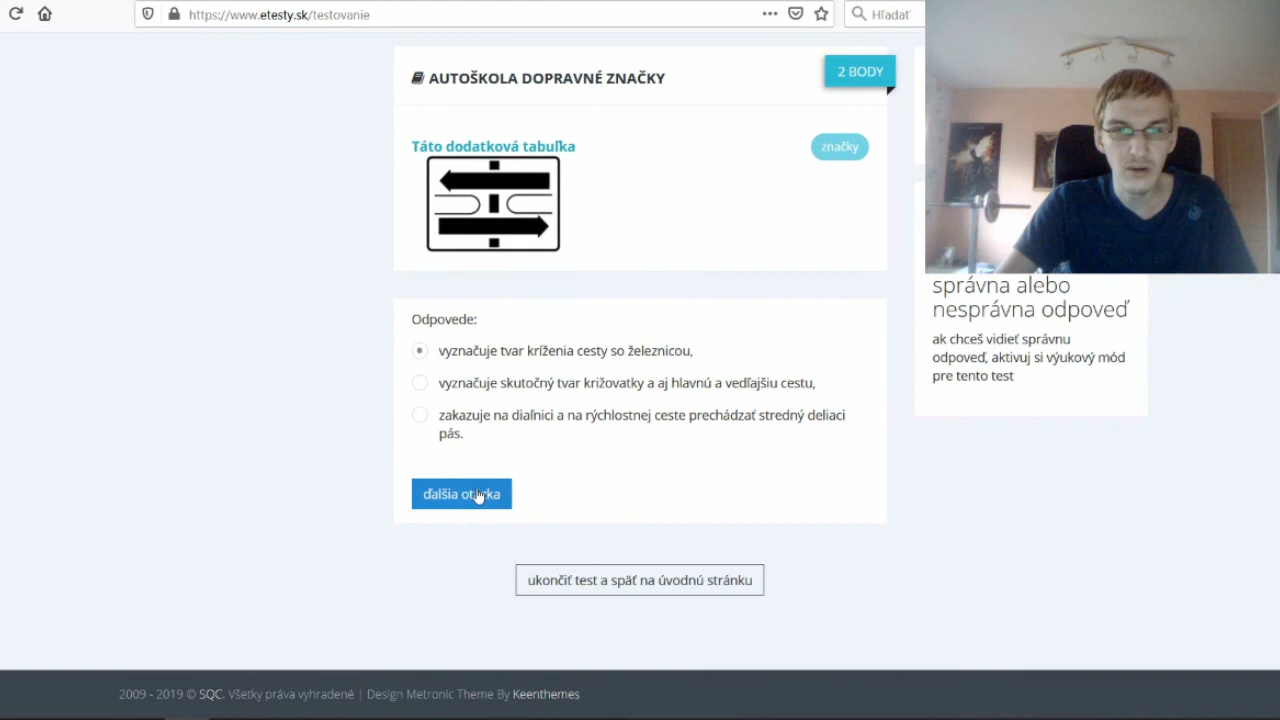 https://www.etesty.sk/testovanie
Hľadať
AUTOŠKOLA DOPRAVNÉ ZNAČKY
2 BODY
Táto dodatková tabuľka
značky
Odpovede:
vyznačuje tvar kríženia cesty so železnicou,
vyznačuje skutočný tvar križovatky a aj hlavnú a vedľajšiu cestu,
zakazuje na diaľnici a na rýchlostnej ceste prechádzať stredný deliaci
pás.
ďalšia otázka
ukončiť test a späť na úvodnú stránku
správna alebo
nesprávna odpoveď
ak chceš vidieť správnu
odpoveď, aktivuj si výukový mód
pre tento test
2009 - 2019 © SQC. Všetky práva vyhradené | Design Metronic Theme By Keenthemes